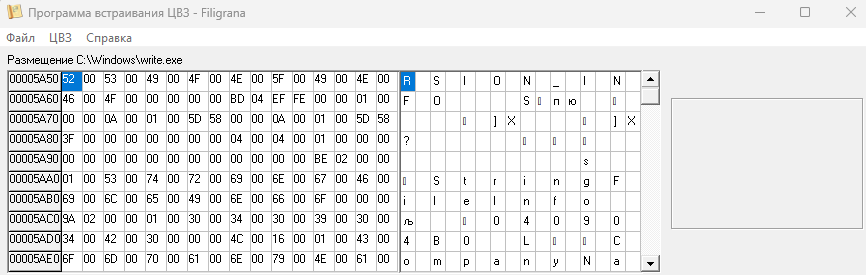 Программа встраивания ЦВЗ - Filigrana
Файл ЦВЗ Справка
Размещение C:\Windows\write.exe
00005A50 52 00 53 00 49 00 4F 00 4E 00 5F 00 49 00 4E 00 R S I O N _ I N
00005A60 46 00 4F 00 00 00 00 00 BD 04 EF FE 00 00 01 00 F O Ѕ п ю
00005A70 00 00 0A 00 01 00 5D 58 00 00 0A 00 01 00 5D 58 ] X ] X
00005A80 3F 00 00 00 00 00 00 00 04 00 04 00 01 00 00 00 ?
00005A90 00 00 00 00 00 00 00 00 00 00 00 00 BE 02 00 00 ѕ
00005AA0 01 00 53 00 74 00 72 00 69 00 6E 00 67 00 46 00 S t r i n g F
00005AB0 69 00 6C 00 65 00 49 00 6E 00 66 00 6F 00 00 00 i l e I n f o
00005AC0 9A 02 00 00 01 00 30 00 34 00 30 00 39 00 30 00 љ 0 4 0 9 0
00005AD0 34 00 42 00 30 00 00 00 4C 00 16 00 01 00 43 00 4 B 0 L C
00005AE0 6F 00 6D 00 70 00 61 00 6E 00 79 00 4E 00 61 00 o m p a n y N a